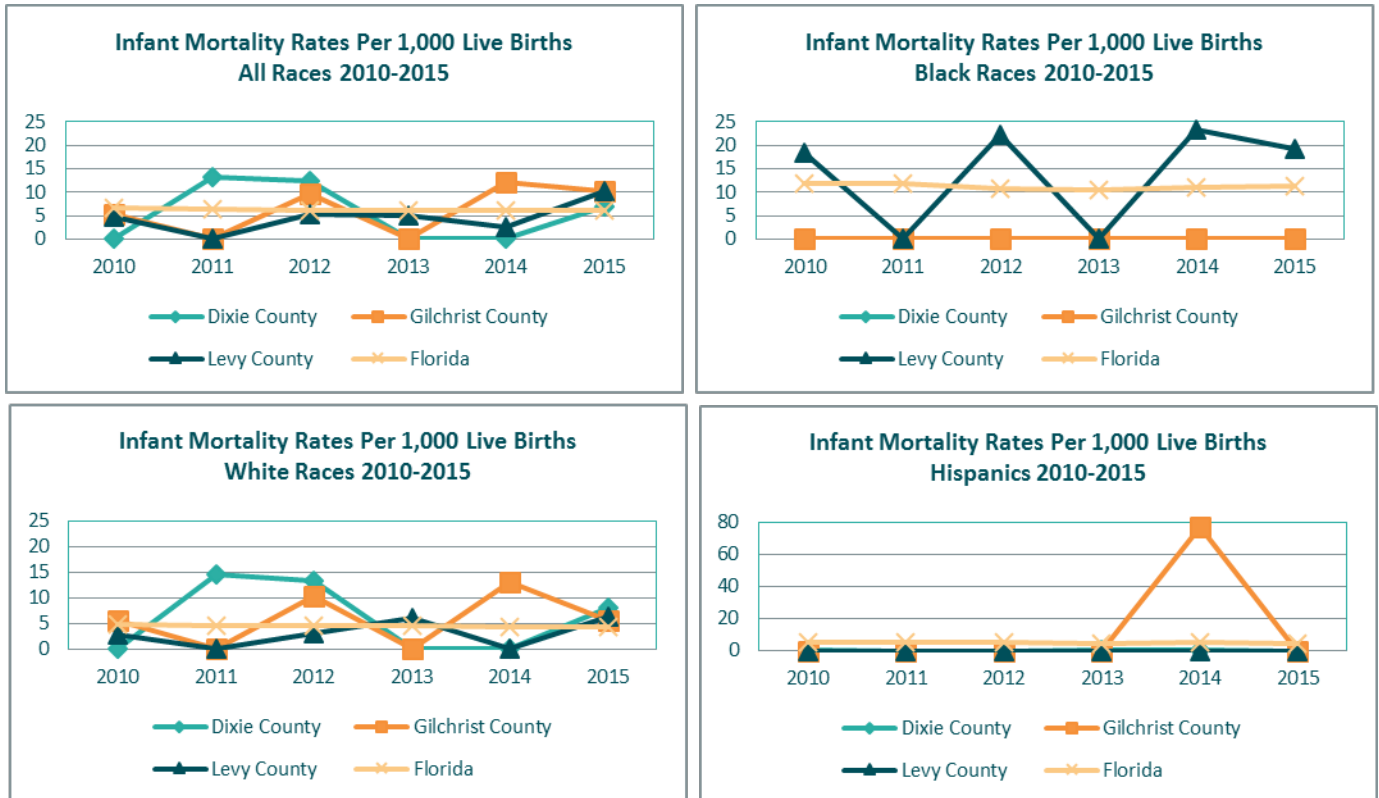 Infant Mortality Rates Per 1,000 Live Births
All Races 2010-2015
25
20
15
10
5
0
2010 2011 2012 2013 2014 2015
Dixie County Gilchrist County
Levy County Florida
Infant Mortality Rates Per 1,000 Live Births
Black Races 2010-2015
25
20
15
10
5
0
2010 2011 2012 2013 2014 2015
Dixie County Gilchrist County
Levy County Florida
Infant Mortality Rates Per 1,000 Live Births
White Races 2010-2015
25
20
15
10
5
0
2010 2011 2012 2013 2014 2015
Dixie County Gilchrist County
Levy County Florida
Infant Mortality Rates Per 1,000 Live Births
Hispanics 2010-2015
80
60
40
20
0
2010 2011 2012 2013 2014 2015
Dixie County Gilchrist County
Levy County Florida